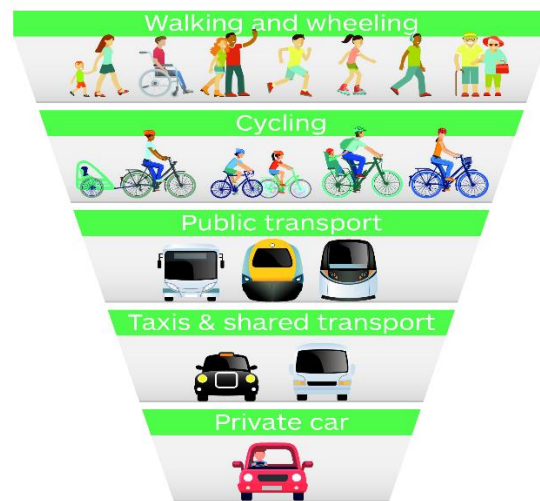 Walking and wheeling
Cycling
Public transport
Taxis & shared transport
Private car